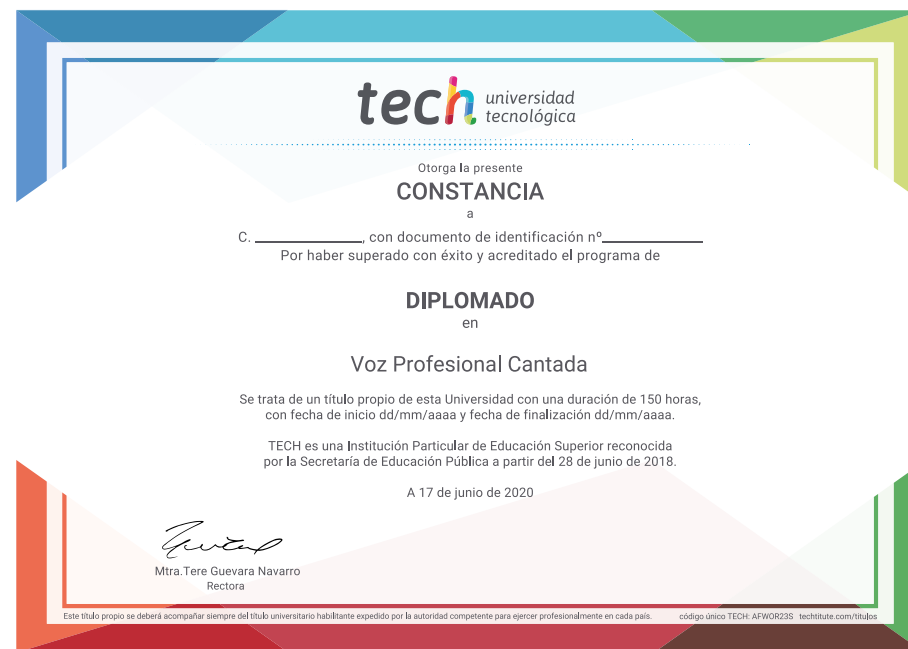 tech universidad
tecnológica
Otorga la presente
CONSTANCIA
a
C. ____________, con documento de identificación nº____________
Por haber superado con éxito y acreditado el programa de
DIPLOMADO
en
Voz Profesional Cantada
Se trata de un título propio de esta Universidad con una duración de 150 horas,
con fecha de inicio dd/mm/aaaa y fecha de finalización dd/mm/aaaa.
TECH es una Institución Particular de Educación Superior reconocida
por la Secretaría de Educación Pública a partir del 28 de junio de 2018.
A 17 de junio de 2020
Mtra.Tere Guevara Navarro
Rectora
Este título propio se deberá acompañar siempre del título universitario habilitante expedido por la autoridad competente para ejercer profesionalmente en cada país. código único TECH: AFWOR23S techtitute.com/títulos